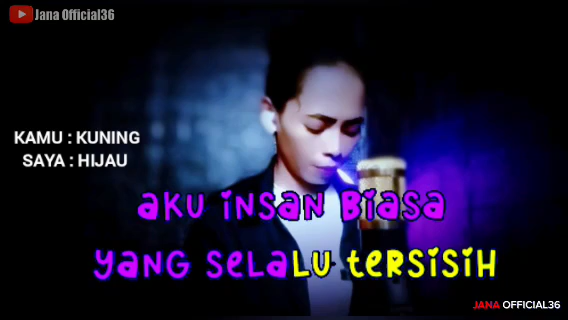 Jana Official36
KAMU : KUNING
SAYA : HIJAU
aKU iNSaN BiaSa
yaNG SeLaLU teRSiSiH
JANA OFFICIAL36